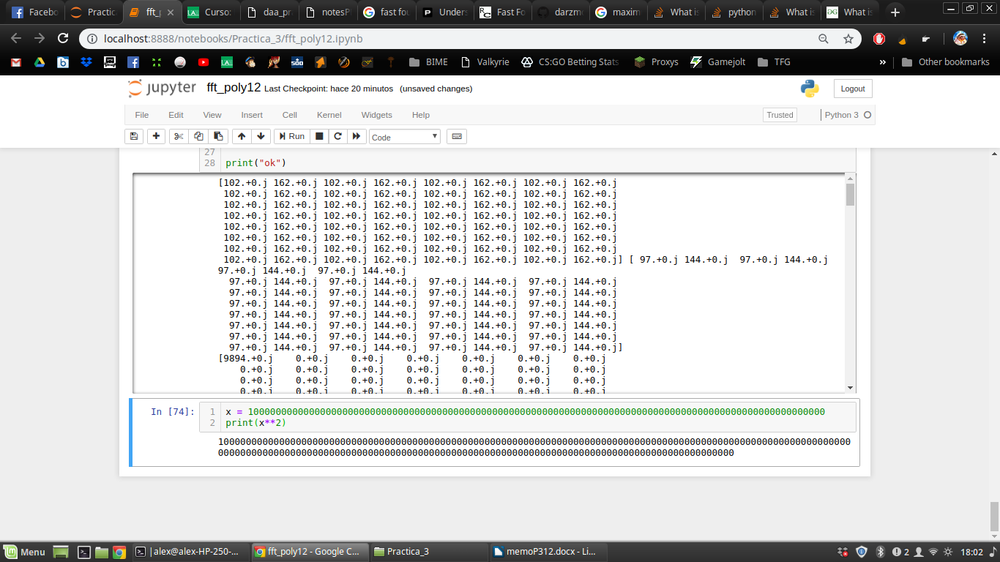 Facebo
Practic
fft_p
Curso:
daa_pra
notesP
fast fou
Unders
Fast Fo
darzme
maxim
What is
python
What is
What is
localhost:8888/notebooks/Practica_3/fft_poly12.ipynb
BIME
Valkyrie
CS:GO Betting Stats
Proxys
Gamejolt
TFG
»
Other bookmarks
jupyter fft_poly12 Last Checkpoint: hace 20 minutos (unsaved changes)
Logout
File Edit View Insert Cell Kernel Widgets Help
Trusted
Python 3
Run
Code
27
28 print("ok")
[102.+0.j 162.+0.j 102.+0.j 162.+0.j 102.+0.j 162.+0.j 102.+0.j 162.+0.j
102.+0.j 162.+0.j 102.+0.j 162.+0.j 102.+0.j 162.+0.j 102.+0.j 162.+0.j
102.+0.j 162.+0.j 102.+0.j 162.+0.j 102.+0.j 162.+0.j 102.+0.j 162.+0.j
102.+0.j 162.+0.j 102.+0.j 162.+0.j 102.+0.j 162.+0.j 102.+0.j 162.+0.j
102.+0.j 162.+0.j 102.+0.j 162.+0.j 102.+0.j 162.+0.j 102.+0.j 162.+0.j
102.+0.j 162.+0.j 102.+0.j 162.+0.j 102.+0.j 162.+0.j 102.+0.j 162.+0.j
102.+0.j 162.+0.j 102.+0.j 162.+0.j 102.+0.j 162.+0.j 102.+0.j 162.+0.j
102.+0.j 162.+0.j 102.+0.j 162.+0.j 102.+0.j 162.+0.j 102.+0.j 162.+0.j] [ 97.+0.j 144.+0.j 97.+0.j 144.+0.j
97.+0.j 144.+0.j 97.+0.j 144.+0.j
97.+0.j 144.+0.j 97.+0.j 144.+0.j 97.+0.j 144.+0.j 97.+0.j 144.+0.j
97.+0.j 144.+0.j 97.+0.j 144.+0.j 97.+0.j 144.+0.j 97.+0.j 144.+0.j
97.+0.j 144.+0.j 97.+0.j 144.+0.j 97.+0.j 144.+0.j 97.+0.j 144.+0.j
97.+0.j 144.+0.j 97.+0.j 144.+0.j 97.+0.j 144.+0.j 97.+0.j 144.+0.j
97.+0.j 144.+0.j 97.+0.j 144.+0.j 97.+0.j 144.+0.j 97.+0.j 144.+0.j
97.+0.j 144.+0.j 97.+0.j 144.+0.j 97.+0.j 144.+0.j 97.+0.j 144.+0.j
97.+0.j 144.+0.j 97.+0.j 144.+0.j 97.+0.j 144.+0.j 97.+0.j 144.+0.j]
[9894.+0.j 0.+0.j 0.+0.j 0.+0.j 0.+0.j 0.+0.j 0.+0.j
0.+0.j 0.+0.j 0.+0.j 0.+0.j 0.+0.j 0.+0.j 0.+0.j
0.+0.j 0.+0.j 0.+0.j 0.+0.j 0.+0.j 0.+0.j 0.+0.j
0.+0.j 0.+0.j 0.+0.j 0.+0.j 0.+0.j 0.+0.j 0.+0.j
In [74]: 1 x = 10000000000000000000000000000000000000000000000000000000000000000000000000000000000000000000000000000000
2 print(x**2)
100000000000000000000000000000000000000000000000000000000000000000000000000000000000000000000000000000000000000000
000000000000000000000000000000000000000000000000000000000000000000000000000000000000000000000
Menu
alex@alex-HP-250-...
fft_poly12 - Google C...
Practica_3
memoP312.docx - Li...
2
18:02